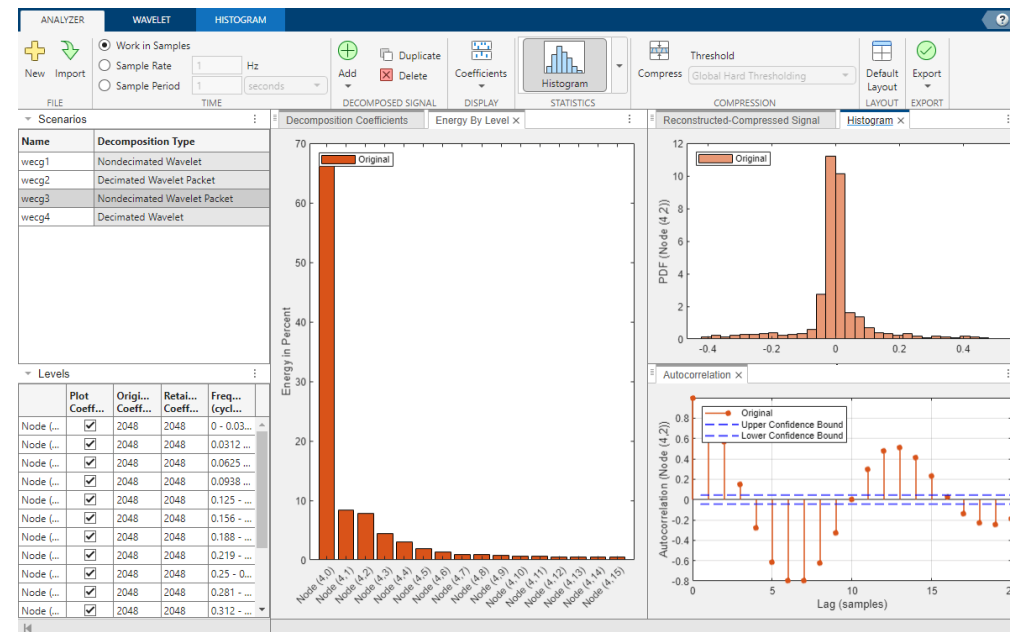 ANALYZER WAVELET HISTOGRAM ?
New Import
Work in Samples
Sample Rate 1 Hz
Sample Period 1 seconds
Add Duplicate Delete
Coefficients
Histogram
Compress Threshold
Global Hard Thresholding
Default Layout
Export
FILE TIME DECOMPOSED SIGNAL DISPLAY STATISTICS COMPRESSION LAYOUT EXPORT
Scenarios
Name Decomposition Type
wecg1 Nondecimated Wavelet
wecg2 Decimated Wavelet Packet
wecg3 Nondecimated Wavelet Packet
wecg4 Decimated Wavelet
Levels
Plot Coeff... Origi... Coeff... Retai... Coeff... Freq... (cycl...
Node (... 2048 2048 0 - 0.03...
Node (... 2048 2048 0.0312 ...
Node (... 2048 2048 0.0625 ...
Node (... 2048 2048 0.0938 ...
Node (... 2048 2048 0.125 - ...
Node (... 2048 2048 0.156 - ...
Node (... 2048 2048 0.188 - ...
Node (... 2048 2048 0.219 - ...
Node (... 2048 2048 0.25 - 0...
Node (... 2048 2048 0.281 - ...
Node (... 2048 2048 0.312 - ...
Decomposition Coefficients Energy By Level
Original
Energy in Percent
70
60
50
40
30
20
10
0
Node (4,0) Node (4,1) Node (4,2) Node (4,3) Node (4,4) Node (4,5) Node (4,6) Node (4,7) Node (4,8) Node (4,9) Node (4,10) Node (4,11) Node (4,12) Node (4,13) Node (4,14) Node (4,15)
Reconstructed-Compressed Signal Histogram
Original
PDF (Node (4,2))
12
10
8
6
4
2
0
-0.4 -0.2 0 0.2 0.4
Autocorrelation
Original
Upper Confidence Bound
Lower Confidence Bound
Autocorrelation (Node (4,2))
0.8
0.6
0.4
0.2
0
-0.2
-0.4
-0.6
-0.8
0 5 10 15
Lag (samples)